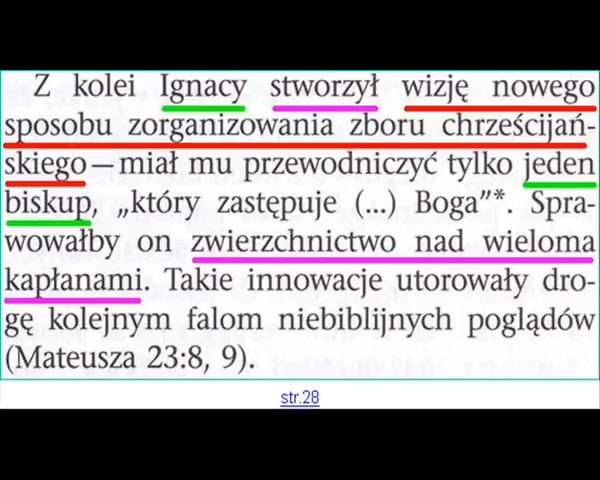 Z kolei Ignacy stworzył wizję nowego
sposobu zorganizowania zboru chrześcijań-
skiego—miał mu przewodniczyć tylko jeden
biskup, „który zastępuje (...) Boga”*. Spra-
wowałby on zwierzchnictwo nad wieloma
kapłanami. Takie innowacje utorowały dro-
gę kolejnym falom niebiblijnych poglądów
(Mateusza 23:8, 9).
str.28